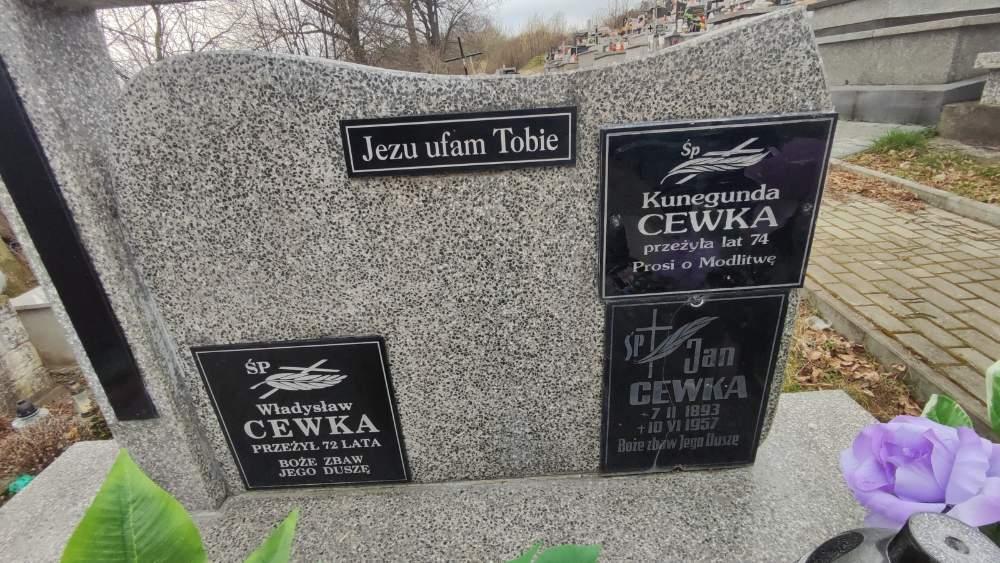 Jezu ufam Tobie
Śp
Kunegunda
CEWKA
przeżyła lat 74
Prosi o Modlitwę
ŚP
Władysław
CEWKA
PRZEŻYŁ 72 LATA
BOŻE ZBAW
JEGO DUSZĘ
ŚP
Jan
CEWKA
7 II 1893
+10 VI 1957
Boże zbaw Jego Duszę